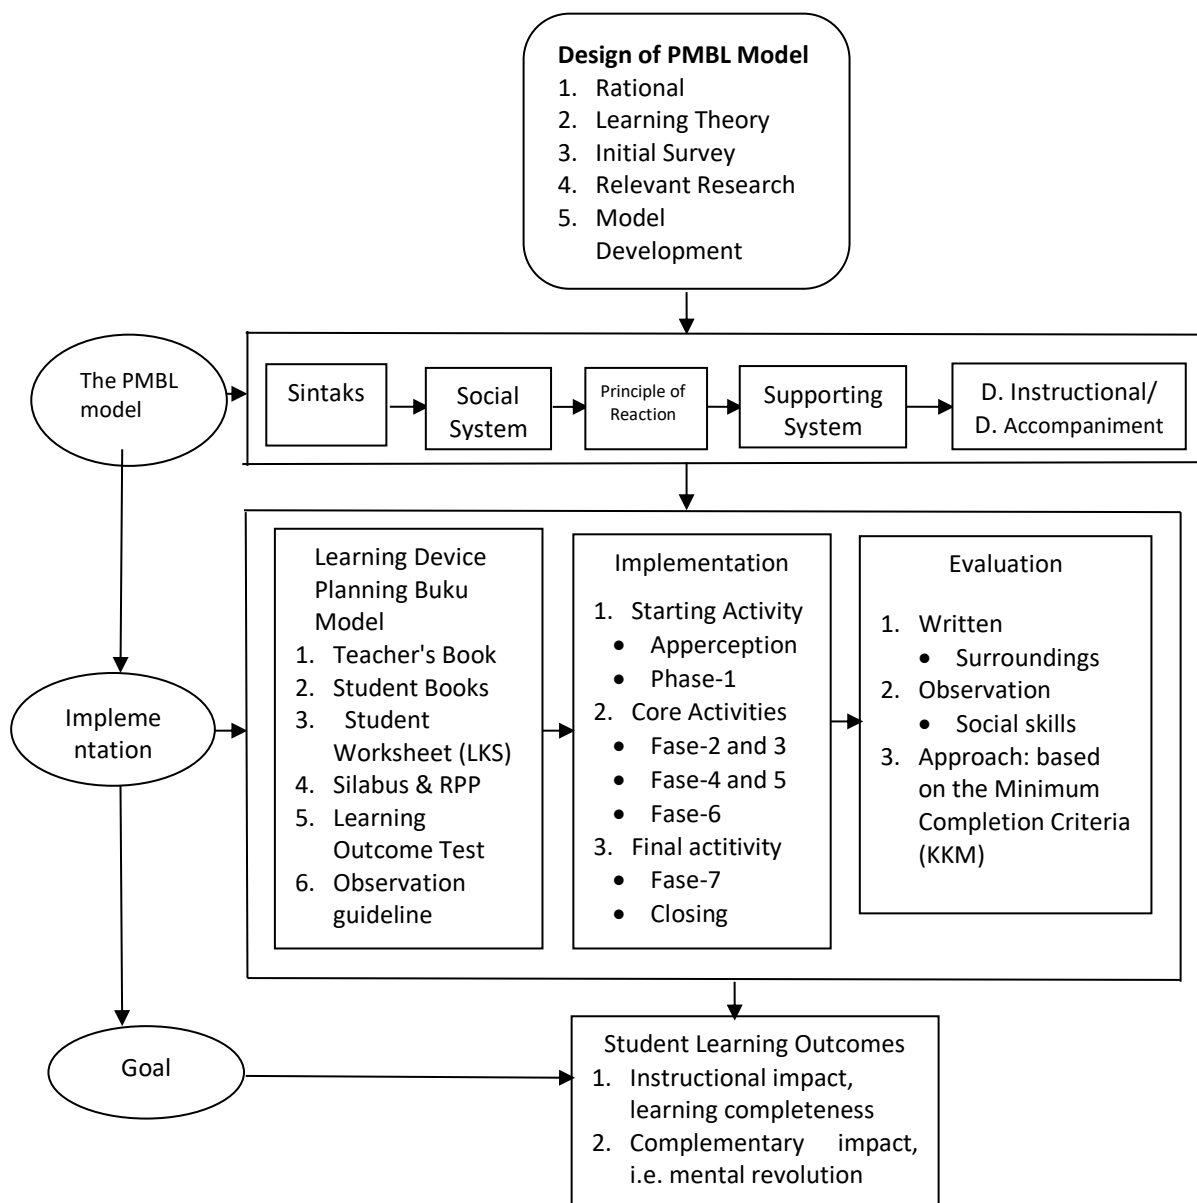 Design of PMBL Model
1. Rational
2. Learning Theory
3. Initial Survey
4. Relevant Research
5. Model
Development
The PMBL
model
Sintaks
Social
System
Principle of
Reaction
Supporting
System
D. Instructional/
D. Accompaniment
Impleme
ntation
Learning Device
Planning Buku
Model
1. Teacher's Book
2. Student Books
3. Student
Worksheet (LKS)
4. Silabus & RPP
5. Learning
Outcome Test
6. Observation
guideline
Implementation
1. Starting Activity
• Apperception
• Phase-1
2. Core Activities
• Fase-2 and 3
• Fase-4 and 5
• Fase-6
3. Final actitivity
• Fase-7
• Closing
Evaluation
1. Written
• Surroundings
2. Observation
• Social skills
3. Approach: based
on the Minimum
Completion Criteria
(KKM)
Goal
Student Learning Outcomes
1. Instructional impact,
learning completeness
2. Complementary impact,
i.e. mental revolution